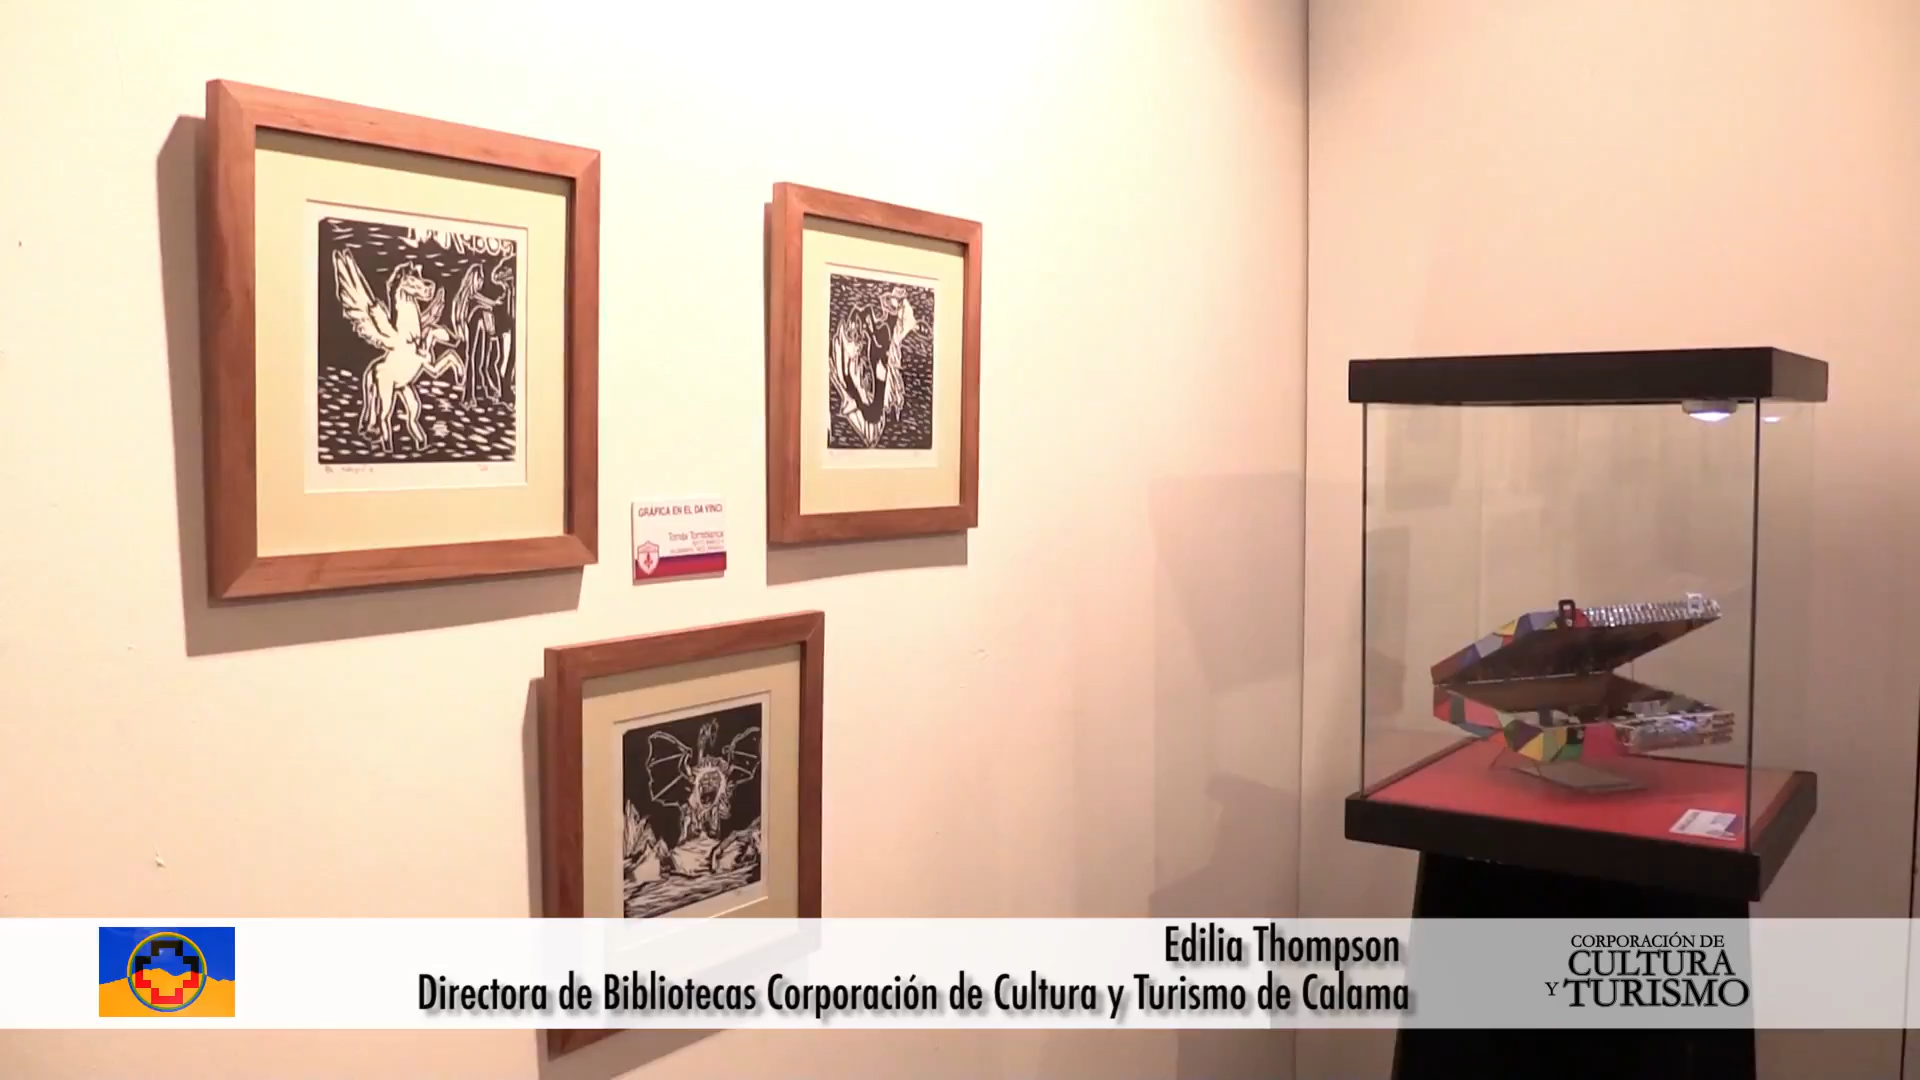 GRÁFICA EN EL DA VINCI
Edilia Thompson
Directora de Bibliotecas Corporación de Cultura y Turismo de Calama
CORPORACIÓN DE
CULTURA
Y TURISMO